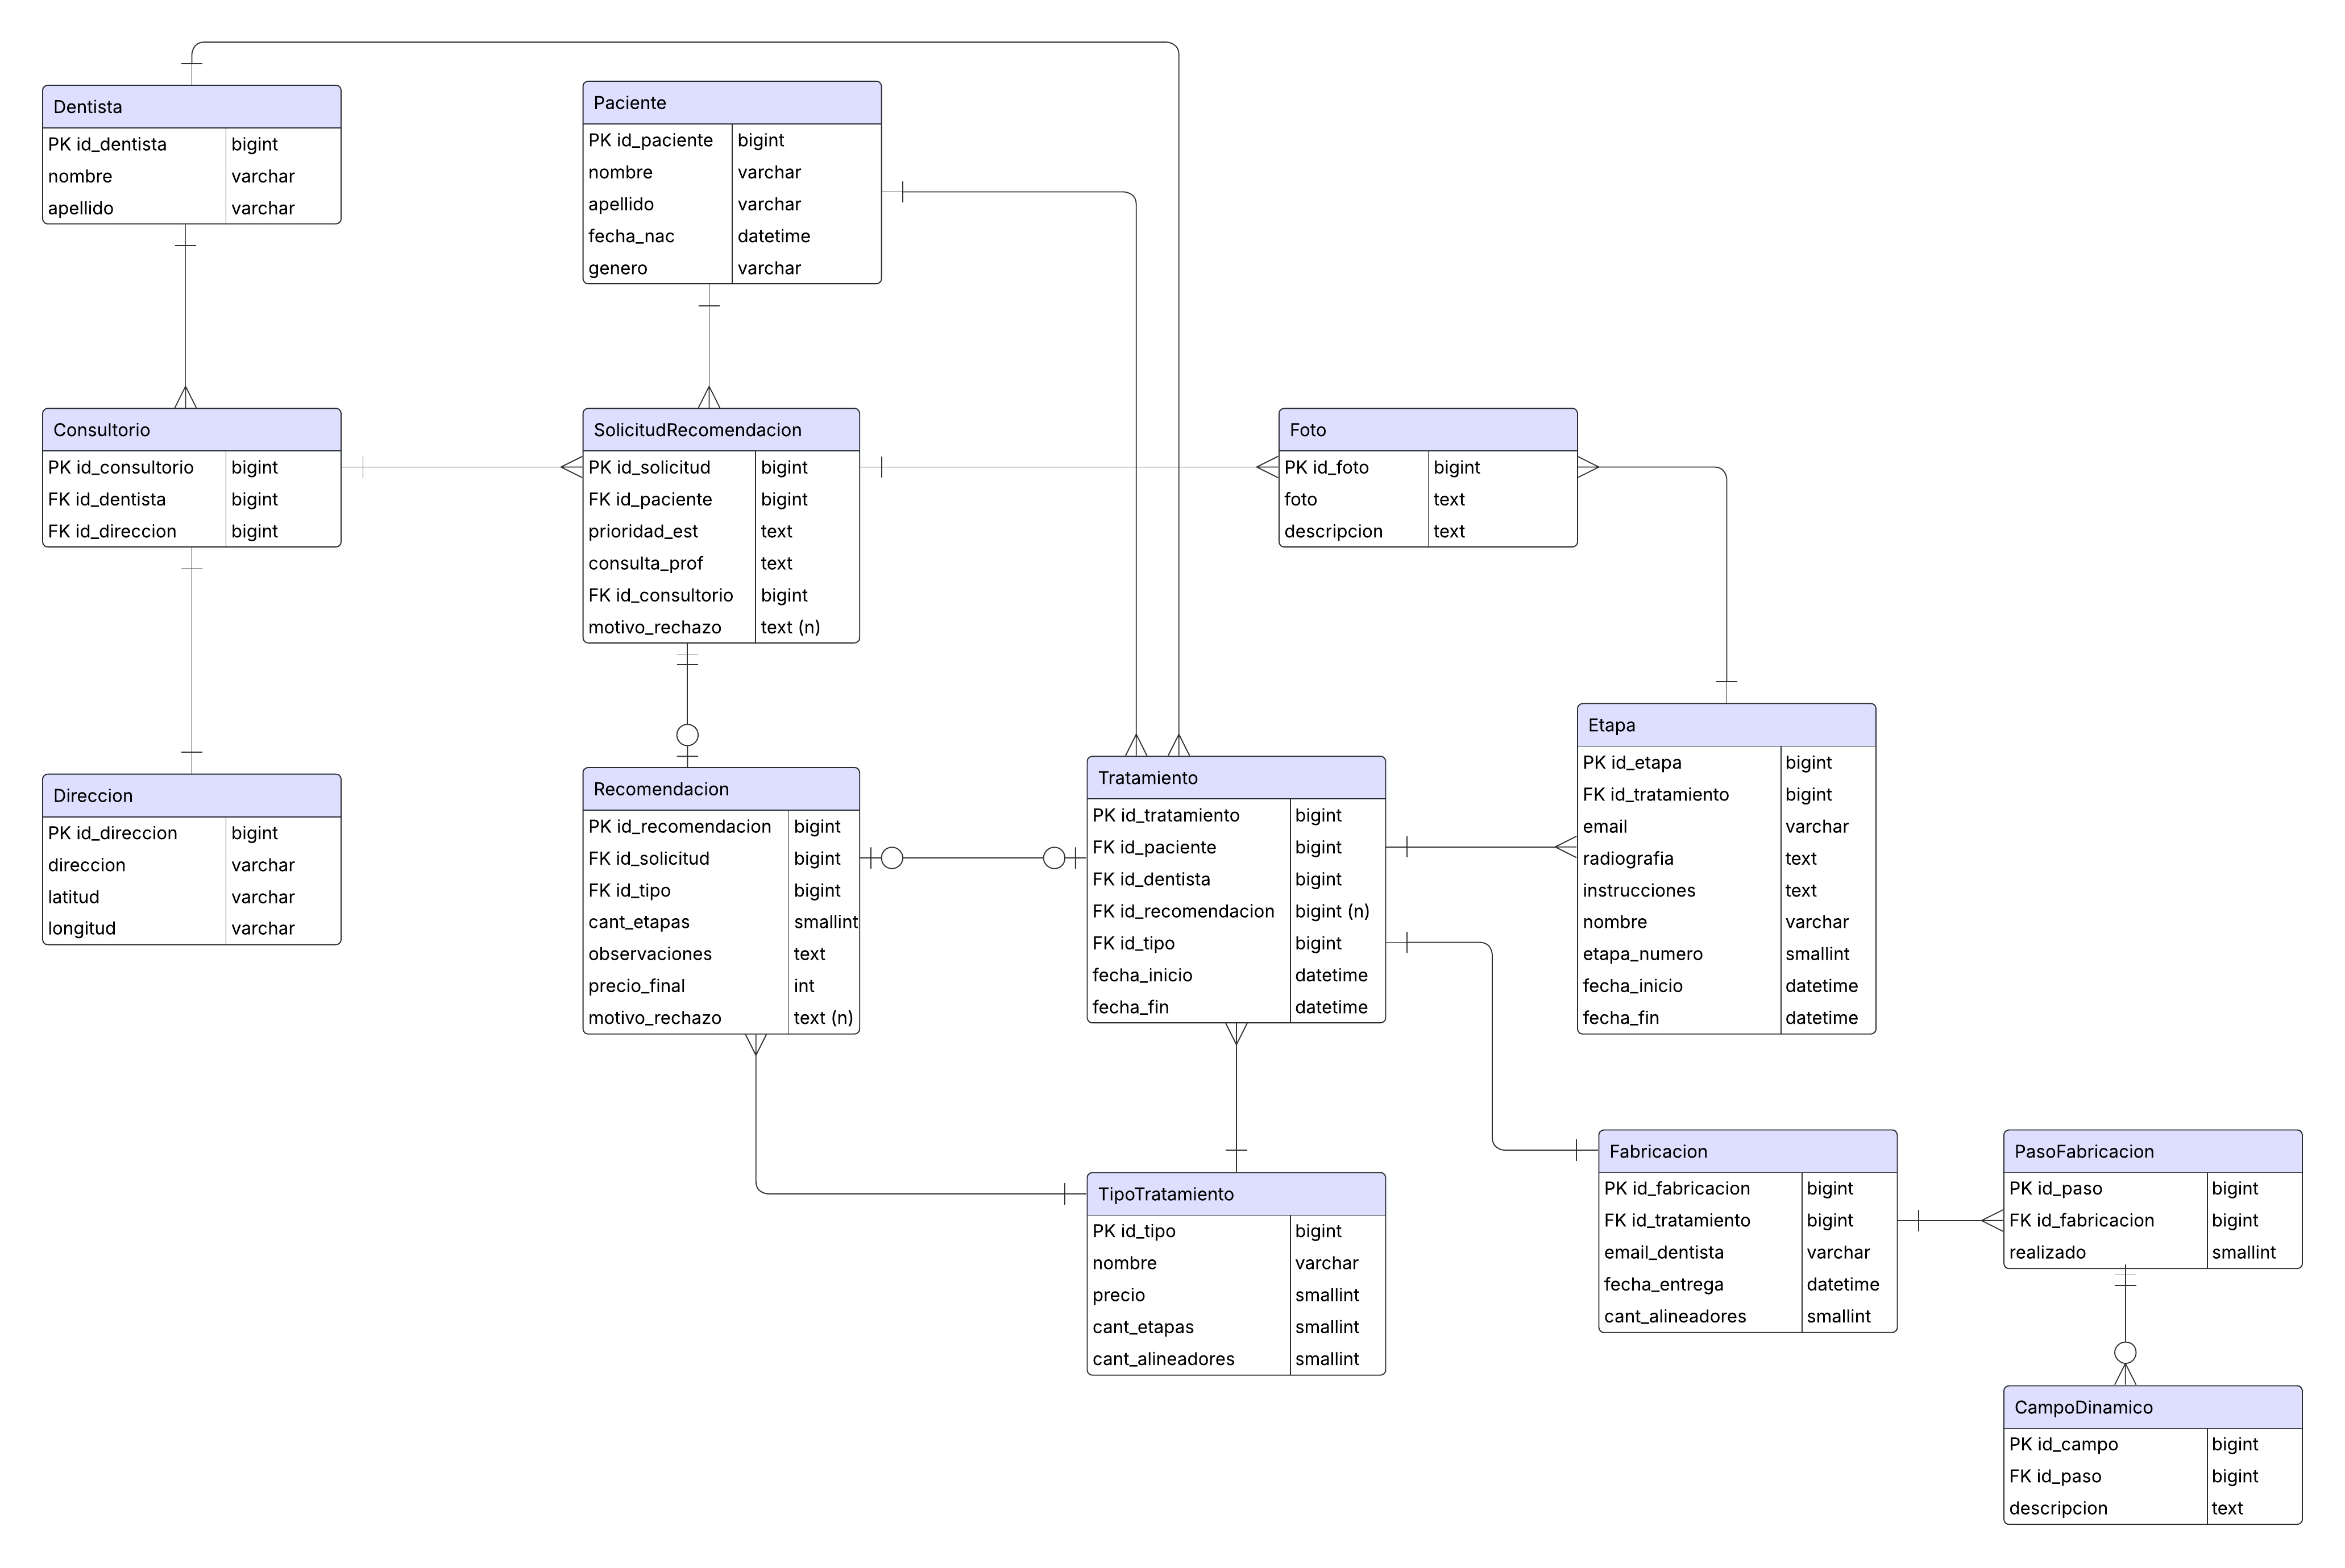 Dentista
PK id_dentista bigint
nombre varchar
apellido varchar
Paciente
PK id_paciente bigint
nombre varchar
apellido varchar
fecha_nac datetime
genero varchar
Consultorio
PK id_consultorio bigint
FK id_dentista bigint
FK id_direccion bigint
SolicitudRecomendacion
PK id_solicitud bigint
FK id_paciente bigint
prioridad_est text
consulta_prof text
FK id_consultorio bigint
motivo_rechazo text (n)
Foto
PK id_foto bigint
foto text
descripcion text
Direccion
PK id_direccion bigint
direccion varchar
latitud varchar
longitud varchar
Recomendacion
PK id_recomendacion bigint
FK id_solicitud bigint
FK id_tipo bigint
cant_etapas smallint
observaciones text
precio_final int
motivo_rechazo text (n)
Tratamiento
PK id_tratamiento bigint
FK id_paciente bigint
FK id_dentista bigint
FK id_recomendacion bigint (n)
FK id_tipo bigint
fecha_inicio datetime
fecha_fin datetime
Etapa
PK id_etapa bigint
FK id_tratamiento bigint
email varchar
radiografia text
instrucciones text
nombre varchar
etapa_numero smallint
fecha_inicio datetime
fecha_fin datetime
TipoTratamiento
PK id_tipo bigint
nombre varchar
precio smallint
cant_etapas smallint
cant_alineadores smallint
Fabricacion
PK id_fabricacion bigint
FK id_tratamiento bigint
email_dentista varchar
fecha_entrega datetime
cant_alineadores smallint
PasoFabricacion
PK id_paso bigint
FK id_fabricacion bigint
realizado smallint
CampoDinamico
PK id_campo bigint
FK id_paso bigint
descripcion text